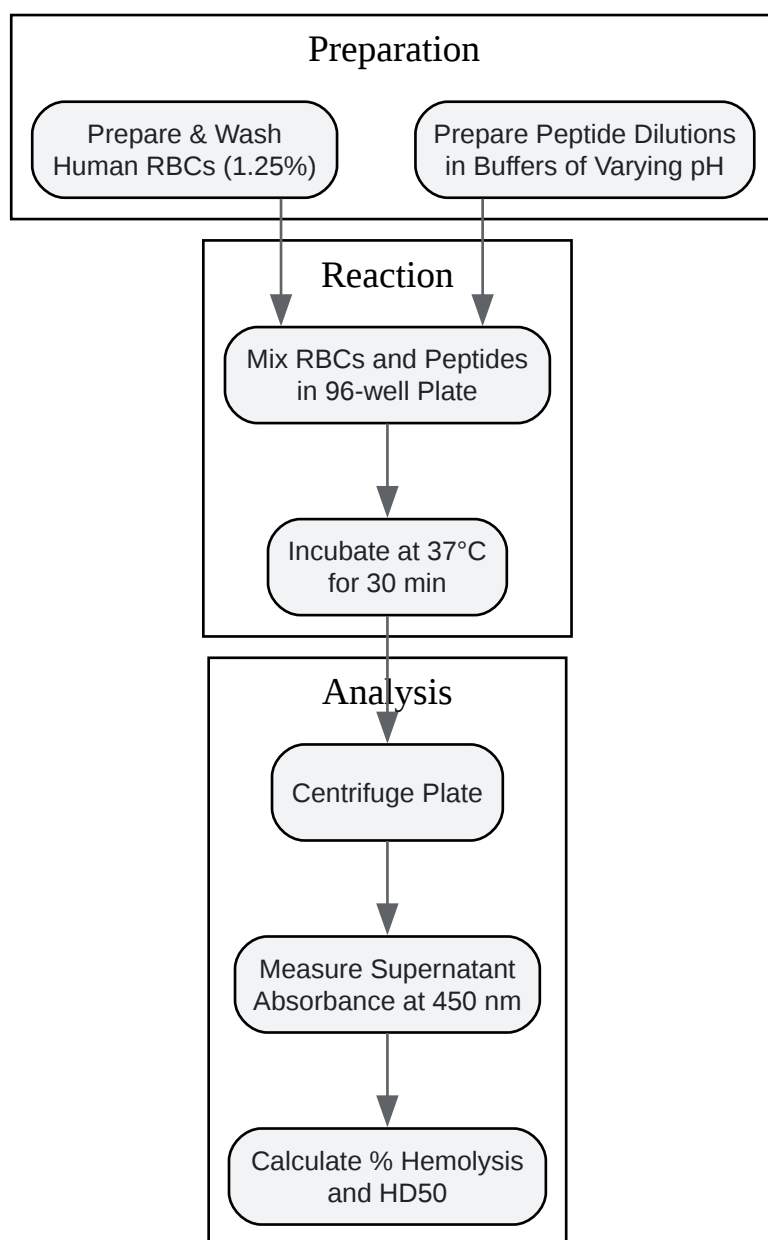 Preparation
Prepare & Wash
Human RBCs (1.25%)
Prepare Peptide Dilutions
in Buffers of Varying pH
Reaction
Mix RBCs and Peptides
in 96-well Plate
Incubate at 37°C
for 30 min
Analysis
Centrifuge Plate
Measure Supernatant
Absorbance at 450 nm
Calculate % Hemolysis
and HD50